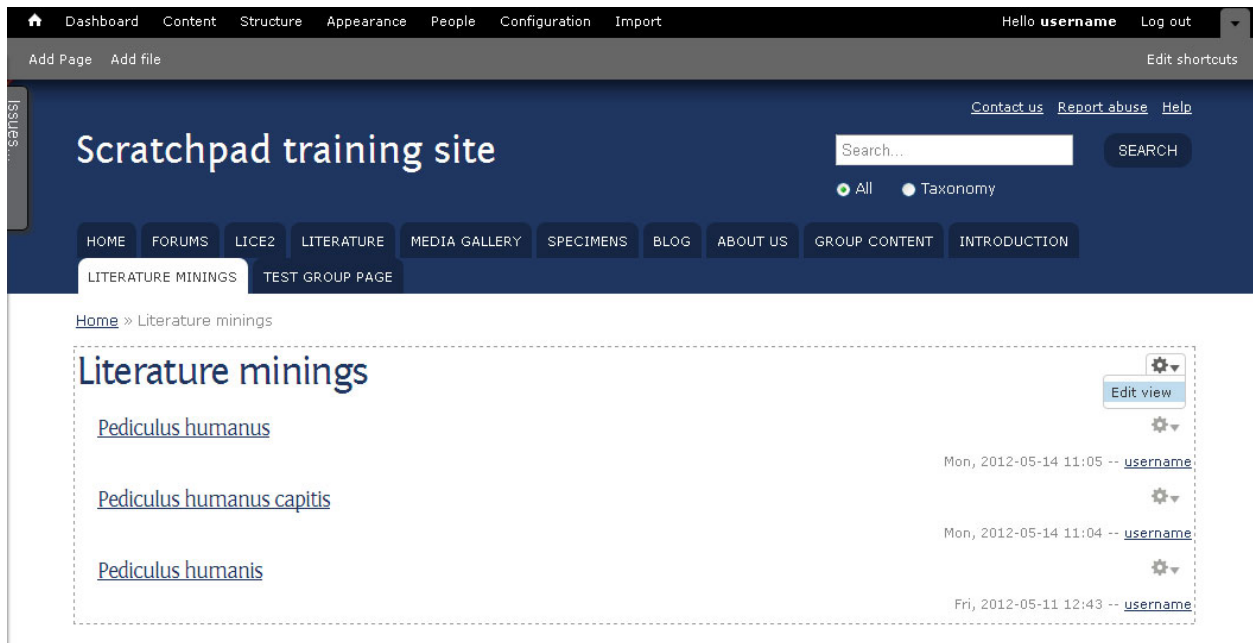 Dashboard Content Structure Appearance People Configuration Import Hello username Log out
Add Page Add file Edit shortcuts
Issues...
Contact us Report abuse Help
Scratchpad training site
Search... SEARCH
All Taxonomy
HOME FORUMS LICE2 LITERATURE MEDIA GALLERY SPECIMENS BLOG ABOUT US GROUP CONTENT INTRODUCTION
LITERATURE MININGS TEST GROUP PAGE
Home » Literature minings
Literature minings
Edit view
Pediculus humanus
Mon, 2012-05-14 11:05 -- username
Pediculus humanus capitis
Mon, 2012-05-14 11:04 -- username
Pediculus humanis
Fri, 2012-05-11 12:43 -- username